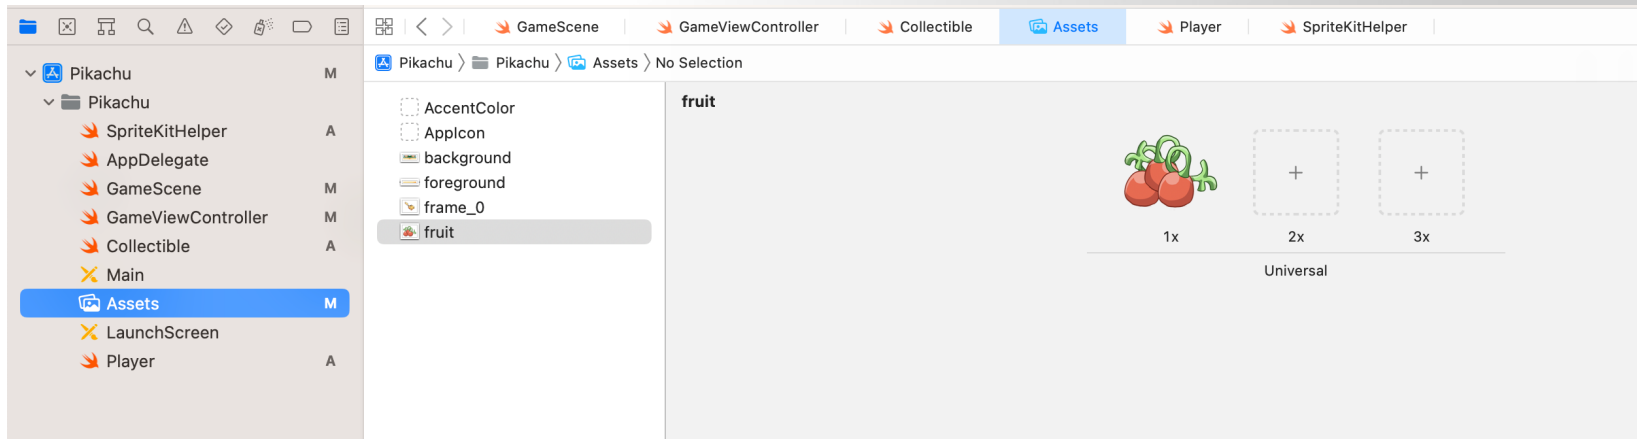 GameScene GameViewController Collectible Assets Player SpriteKitHelper
Pikachu Pikachu Assets No Selection
Pikachu M
Pikachu
SpriteKitHelper A
AppDelegate
GameScene M
GameViewController M
Collectible A
Main
Assets M
LaunchScreen
Player A
AccentColor
AppIcon
background
foreground
frame_0
fruit
fruit
1x 2x 3x
Universal